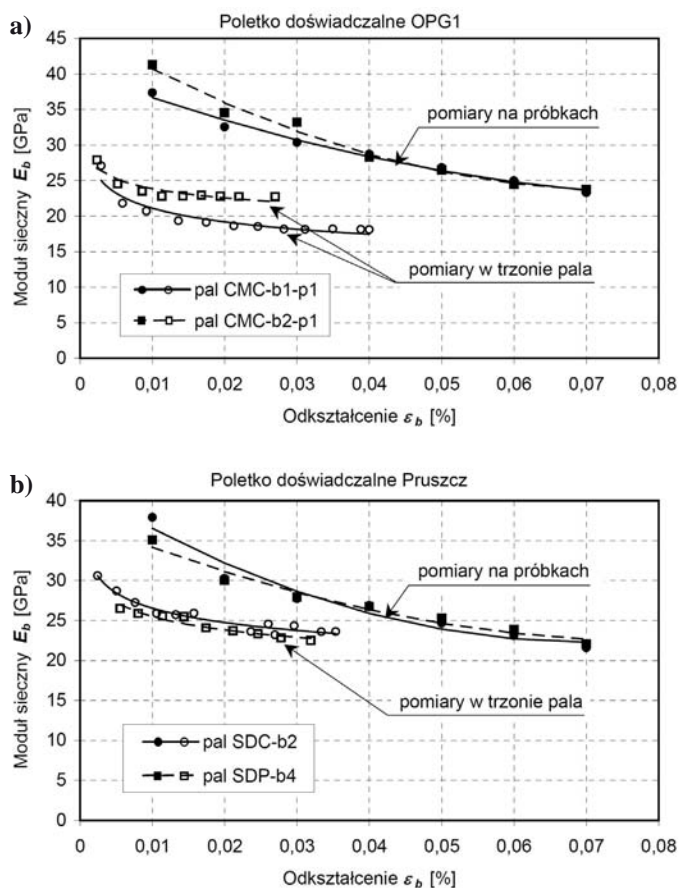 a)
Poletko doświadczalne OPG1
Moduł sieczny E_b [GPa]
45
40
35
30
25
20
15
10
5
0
pomiary na próbkach
pomiary w trzonie pala
pal CMC-b1-p1
pal CMC-b2-p1
0 0,01 0,02 0,03 0,04 0,05 0,06 0,07 0,08
Odkształcenie ε_b [%]
b)
Poletko doświadczalne Pruszcz
Moduł sieczny E_b [GPa]
40
35
30
25
20
15
10
5
0
pomiary na próbkach
pomiary w trzonie pala
pal SDC-b2
pal SDP-b4
0 0,01 0,02 0,03 0,04 0,05 0,06 0,07 0,08
Odkształcenie ε_b [%]